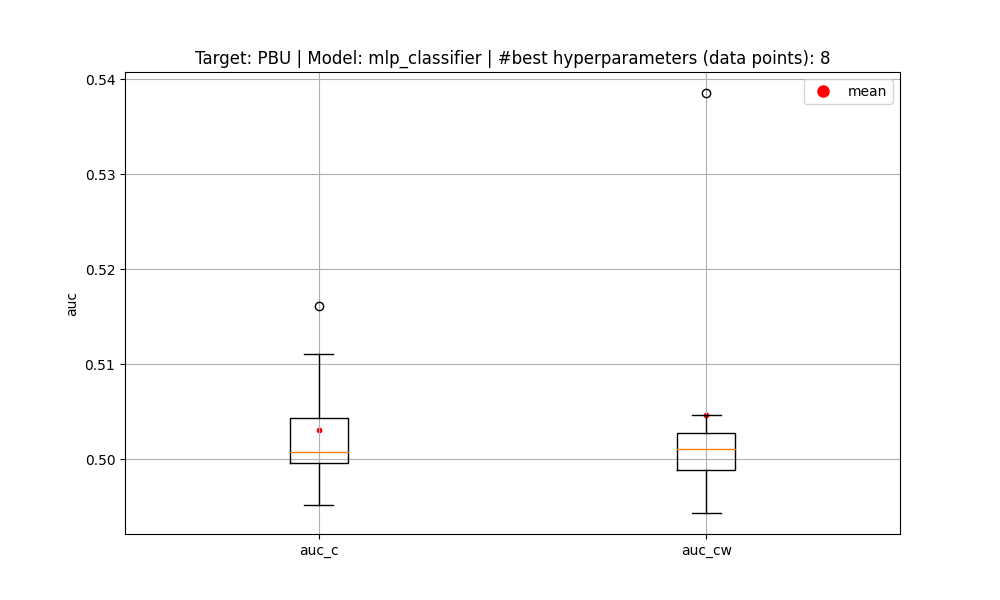 Target: PBU | Model: mlp_classifier | #best hyperparameters (data points): 8
mean
0.54
0.53
0.52
0.51
0.50
auc
auc_c
auc_cw